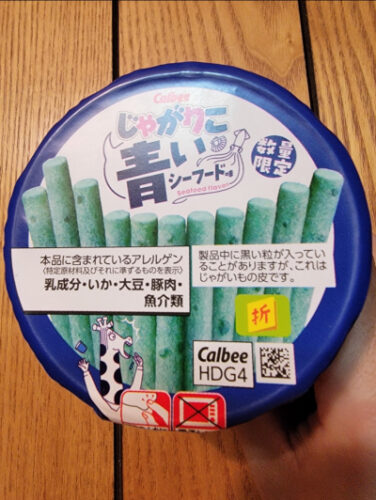 Calbee
じゃがりこ
青い
シーフード味
Seafood flavor
数量
限定
本品に含まれているアレルゲン
(特定原材料及びそれに準ずるものを表示)
乳成分・いか・大豆・豚肉・
魚介類
製品中に黒い粒が入ってい
ることがありますが、これは
じゃがいもの皮です。
折
Calbee
HDG4